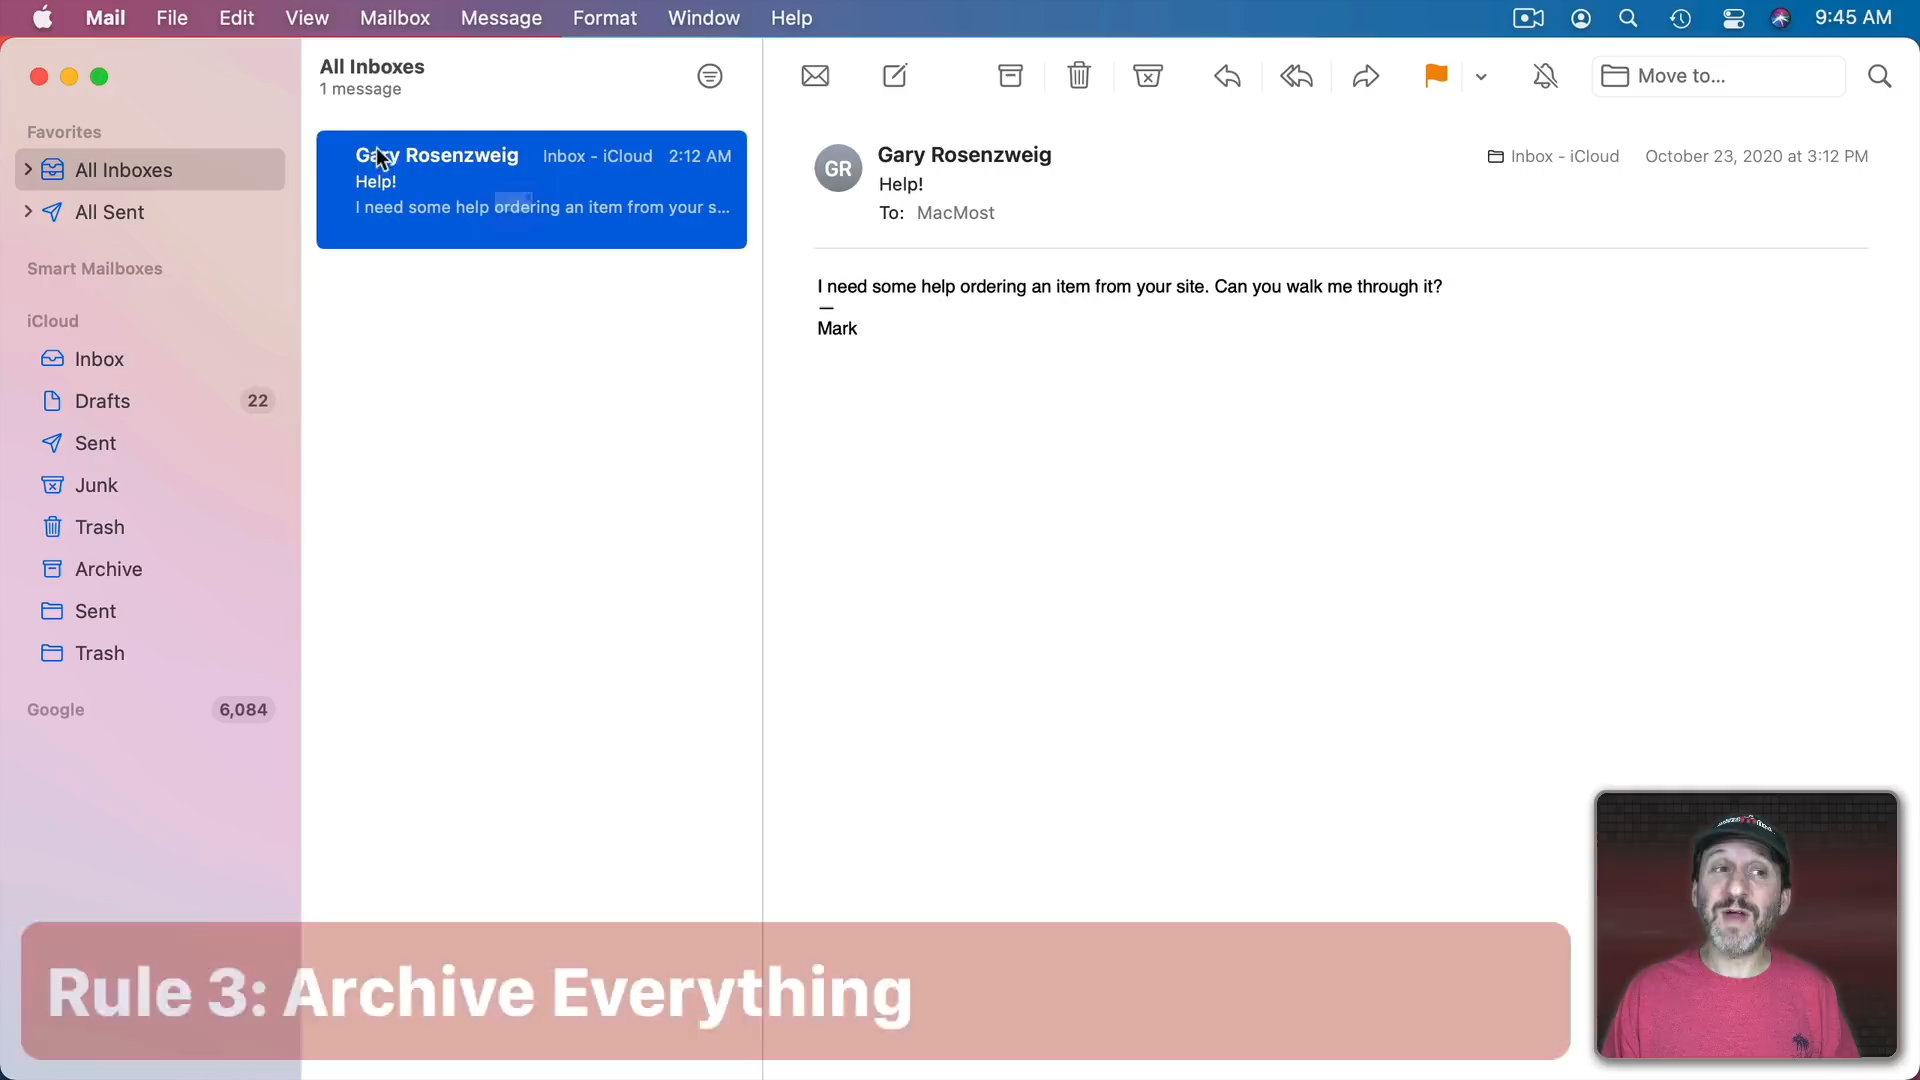 Mail File Edit View Mailbox Message Format Window Help 9:45 AM
All Inboxes
1 message
Move to...
Favorites
All Inboxes
All Sent
Smart Mailboxes
iCloud
Inbox
Drafts 22
Sent
Junk
Trash
Archive
Sent
Trash
Google 6,084
Gary Rosenzweig Inbox - iCloud 2:12 AM
Help!
I need some help ordering an item from your s...
GR
Gary Rosenzweig Inbox - iCloud October 23, 2020 at 3:12 PM
Help!
To: MacMost
I need some help ordering an item from your site. Can you walk me through it?
—
Mark
Rule 3: Archive Everything